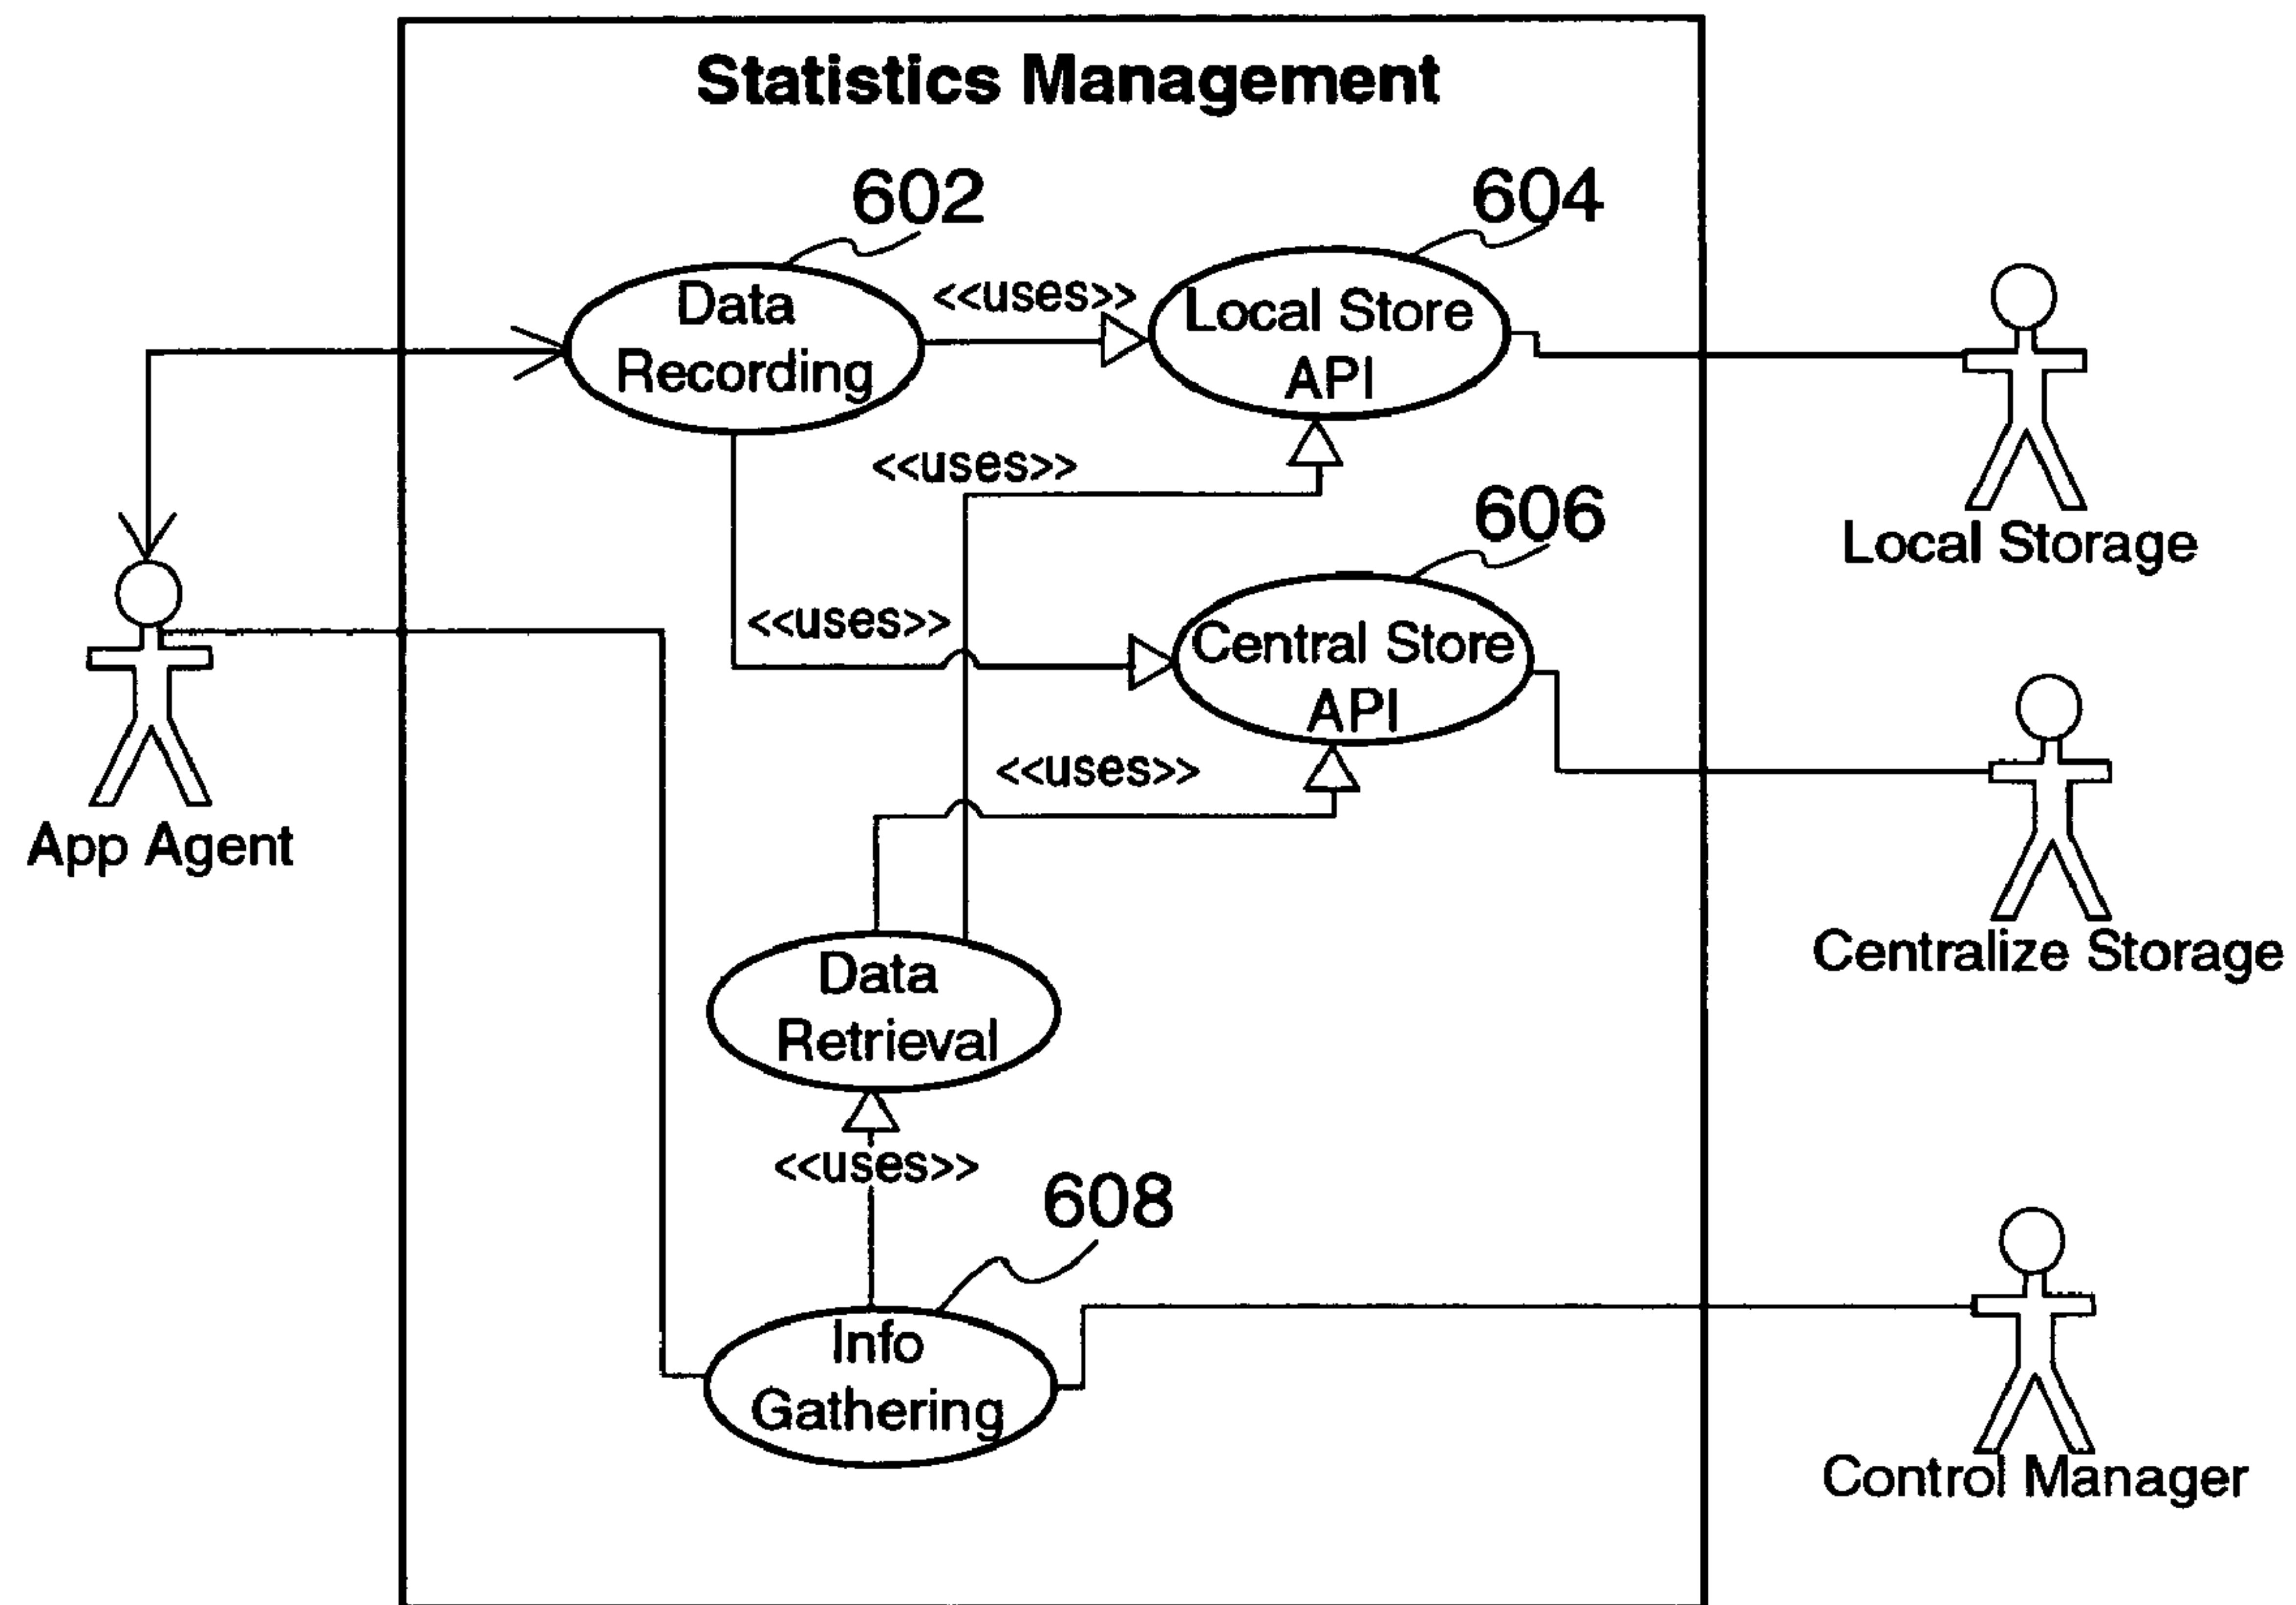 Statistics Management
602
604
Data
Recording
<<uses>>
Local Store
API
<<uses>>
Local Storage
606
<<uses>>
Central Store
API
<<uses>>
App Agent
Centralize Storage
Data
Retrieval
<<uses>>
608
Info
Gathering
Control Manager